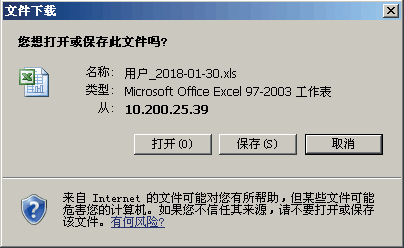 文件下载
您想打开或保存此文件吗?
名称: 用户_2018-01-30.xls
类型: Microsoft Office Excel 97-2003 工作表
从: 10.200.25.39
打开(O) 保存(S) 取消
来自 Internet 的文件可能对您有所帮助，但某些文件可能
危害您的计算机。如果您不信任其来源，请不要打开或保存
该文件。有何风险?